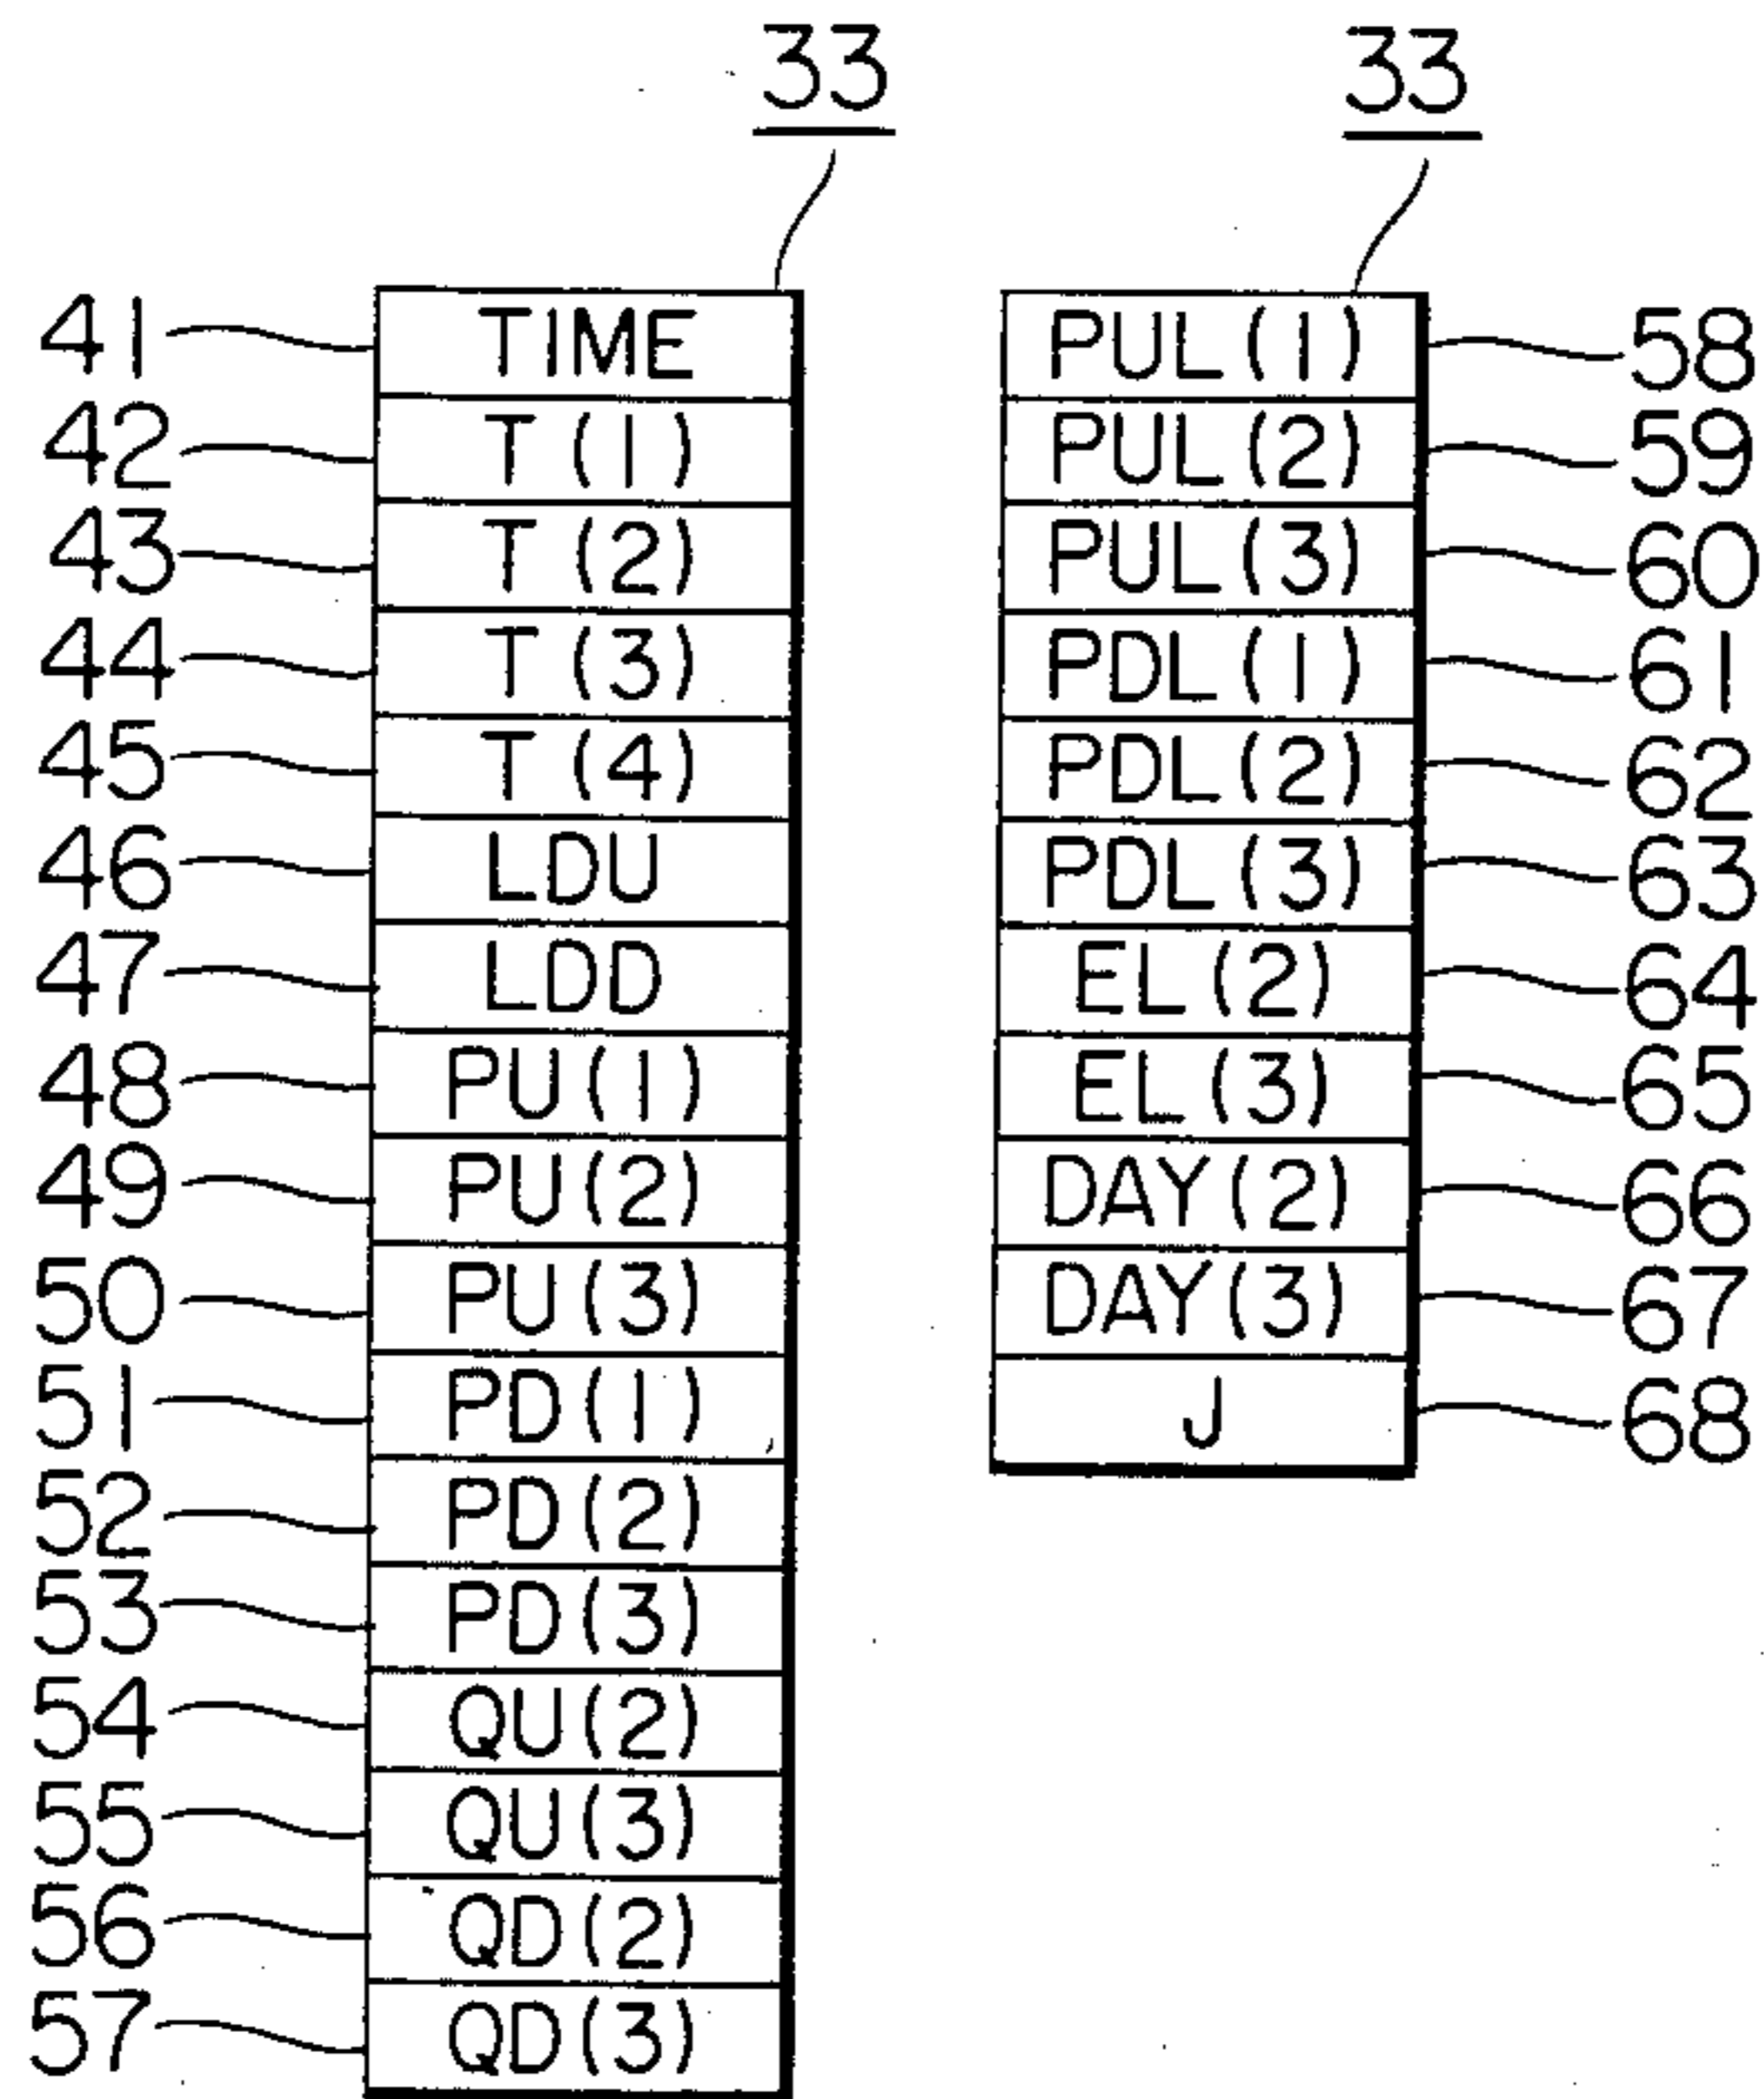 33
41 TIME
42 T(1)
43 T(2)
44 T(3)
45 T(4)
46 LDU
47 LDD
48 PU(1)
49 PU(2)
50 PU(3)
51 PD(1)
52 PD(2)
53 PD(3)
54 QU(2)
55 QU(3)
56 QD(2)
57 QD(3)
33
PUL(1) 58
PUL(2) 59
PUL(3) 60
PDL(1) 61
PDL(2) 62
PDL(3) 63
EL(2) 64
EL(3) 65
DAY(2) 66
DAY(3) 67
J 68